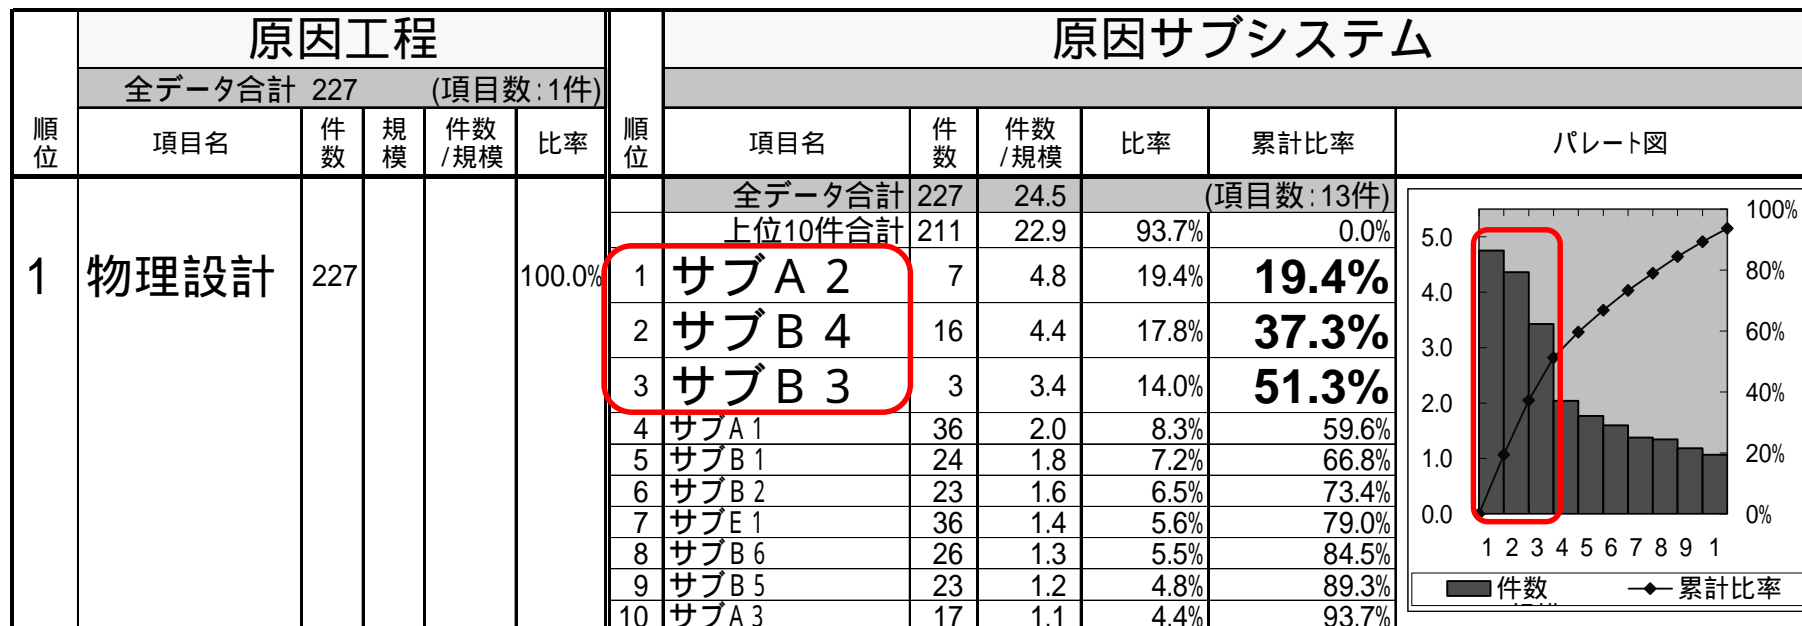 原因工程 原因サブシステム
全データ合計 227 (項目数:1件)
順位 項目名 件数 規模 件数/規模 比率 順位 項目名 件数 件数/規模 比率 累計比率 パレート図
全データ合計 227 24.5 (項目数:13件)
上位10件合計 211 22.9 93.7% 0.0%
1 物理設計 227 100.0% 1 サブA2 7 4.8 19.4% 19.4%
2 サブB4 16 4.4 17.8% 37.3%
3 サブB3 3 3.4 14.0% 51.3%
4 サブA1 36 2.0 8.3% 59.6%
5 サブB1 24 1.8 7.2% 66.8%
6 サブB2 23 1.6 6.5% 73.4%
7 サブE1 36 1.4 5.6% 79.0%
8 サブB6 26 1.3 5.5% 84.5%
9 サブB5 23 1.2 4.8% 89.3%
10 サブA3 17 1.1 4.4% 93.7%
100%
5.0
80%
4.0
60%
3.0
40%
2.0
20%
1.0
0.0 0%
1 2 3 4 5 6 7 8 9 1
件数 累計比率